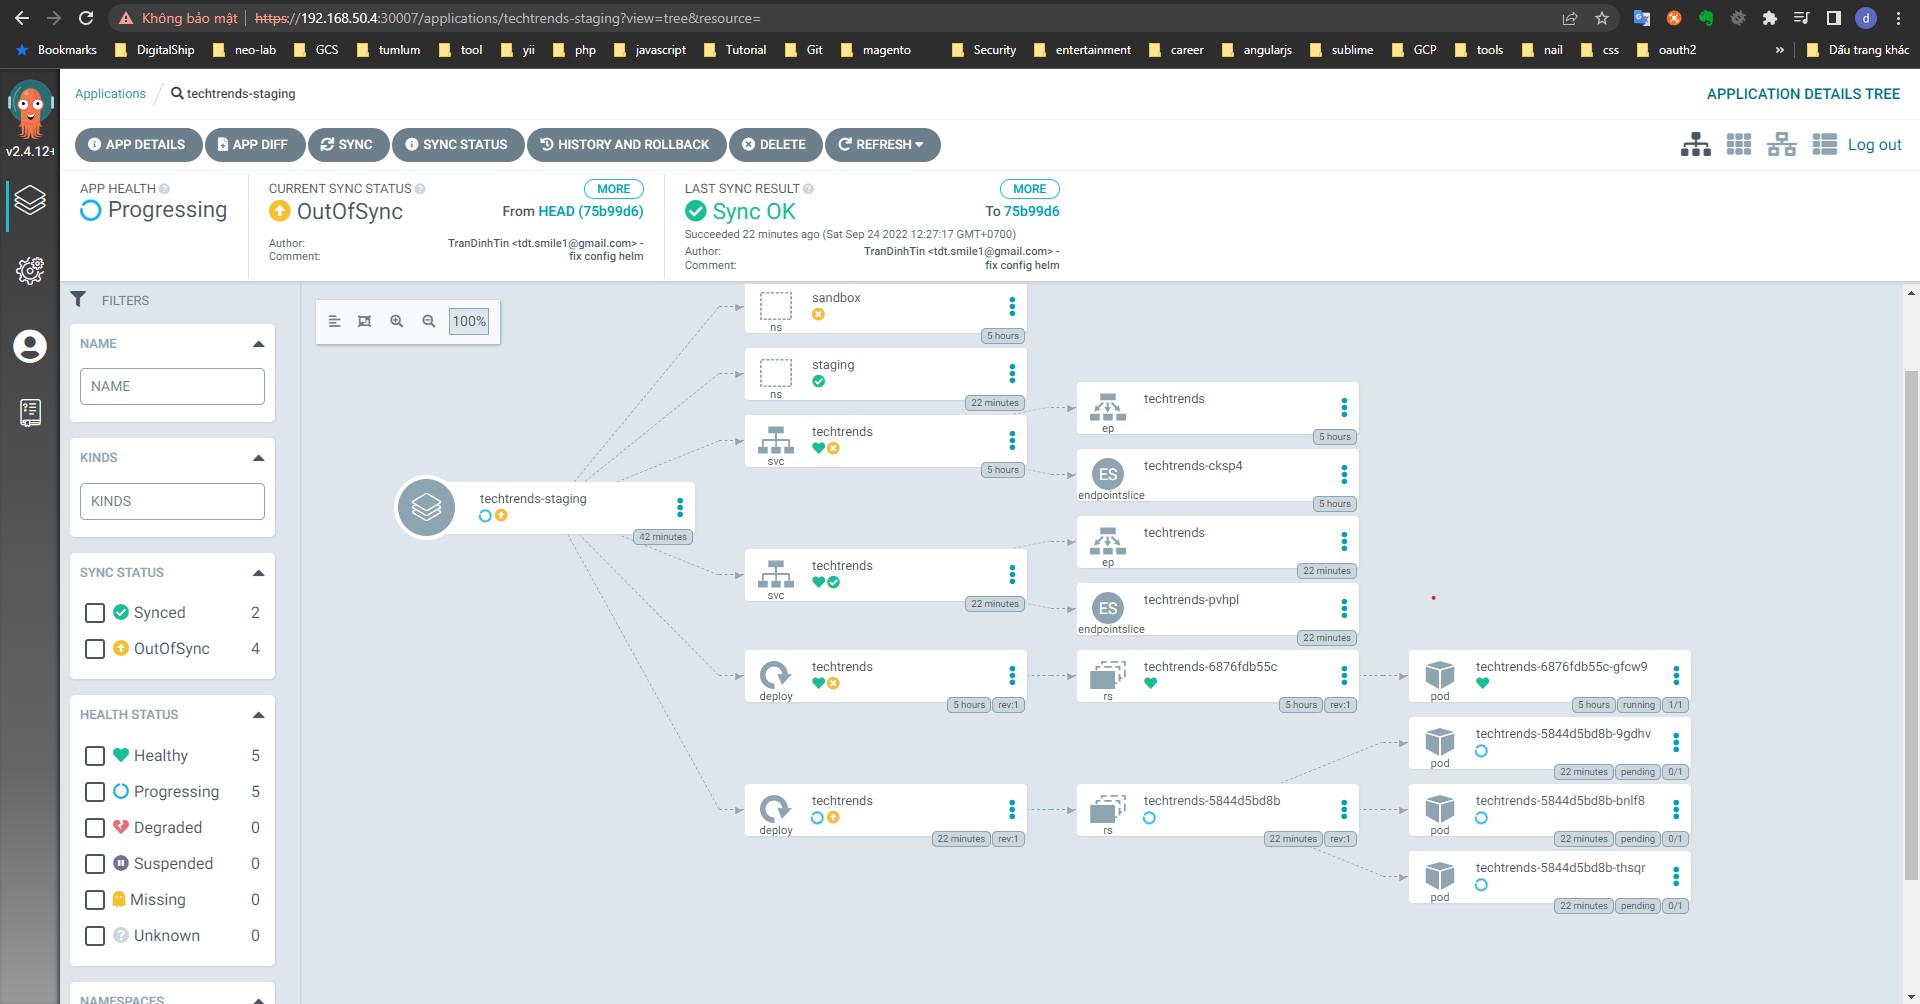 Không bảo mật
https://192.168.50.4:30007/applications/techtrends-staging?view=tree&resource=
d
Bookmarks DigitalShip neo-lab GCS tumlum tool yii php javascript Tutorial Git magento Security entertainment career angularjs sublime GCP tools nail css oauth2 » Dấu trang khác
v2.4.12+
Applications / techtrends-staging
APPLICATION DETAILS TREE
APP DETAILS APP DIFF SYNC SYNC STATUS HISTORY AND ROLLBACK DELETE REFRESH
Log out
APP HEALTH
Progressing
CURRENT SYNC STATUS MORE
OutOfSync From HEAD (75b99d6)
Author: TranDinhTin <tdt.smile1@gmail.com> -
Comment: fix config helm
LAST SYNC RESULT MORE
Sync OK To 75b99d6
Succeeded 22 minutes ago (Sat Sep 24 2022 12:27:17 GMT+0700)
Author: TranDinhTin <tdt.smile1@gmail.com> -
Comment: fix config helm
FILTERS
NAME
NAME
KINDS
KINDS
SYNC STATUS
Synced 2
OutOfSync 4
HEALTH STATUS
Healthy 5
Progressing 5
Degraded 0
Suspended 0
Missing 0
Unknown 0
NAMESPACES
100%
techtrends-staging
42 minutes
sandbox
ns
5 hours
staging
ns
22 minutes
techtrends
svc
5 hours
techtrends
ep
5 hours
techtrends-cksp4
ES
endpointslice
5 hours
techtrends
svc
22 minutes
techtrends
ep
22 minutes
techtrends-pvhpl
ES
endpointslice
22 minutes
techtrends
deploy
5 hours rev:1
techtrends-6876fdb55c
rs
5 hours rev:1
techtrends-6876fdb55c-gfcw9
pod
5 hours running 1/1
techtrends
deploy
22 minutes rev:1
techtrends-5844d5bd8b
rs
22 minutes rev:1
techtrends-5844d5bd8b-9gdhv
pod
22 minutes pending 0/1
techtrends-5844d5bd8b-bnlf8
pod
22 minutes pending 0/1
techtrends-5844d5bd8b-thsqr
pod
22 minutes pending 0/1